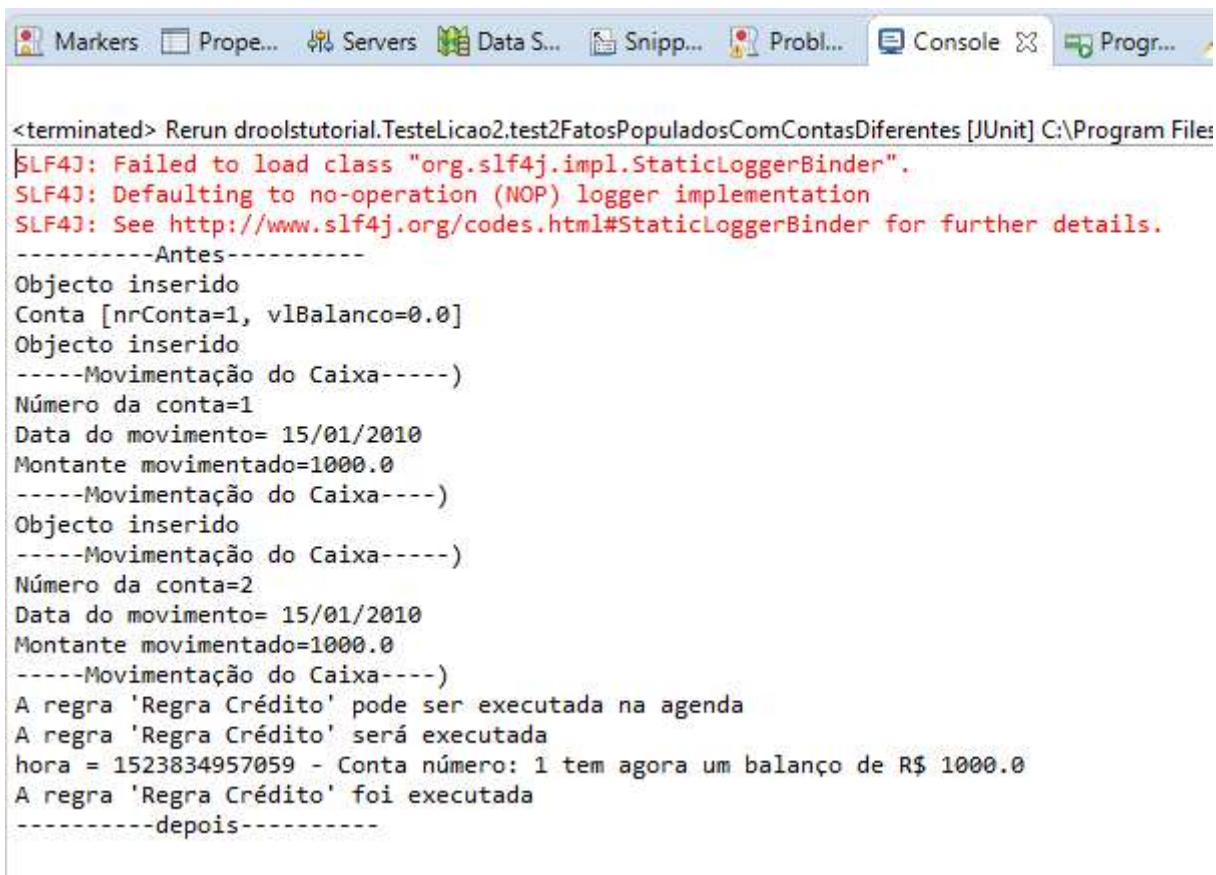 Markers Prope... Servers Data S... Snipp... Probl... Console Progr...
<terminated> Rerun droolstutorial.TesteLicao2.test2FatosPopuladosComContasDiferentes [JUnit] C:\Program Files
SLF4J: Failed to load class "org.slf4j.impl.StaticLoggerBinder".
SLF4J: Defaulting to no-operation (NOP) logger implementation
SLF4J: See http://www.slf4j.org/codes.html#StaticLoggerBinder for further details.
----------Antes----------
Objecto inserido
Conta [nrConta=1, vlBalanco=0.0]
Objecto inserido
-----Movimentação do Caixa-----)
Número da conta=1
Data do movimento= 15/01/2010
Montante movimentado=1000.0
-----Movimentação do Caixa----)
Objecto inserido
-----Movimentação do Caixa-----)
Número da conta=2
Data do movimento= 15/01/2010
Montante movimentado=1000.0
-----Movimentação do Caixa----)
A regra 'Regra Crédito' pode ser executada na agenda
A regra 'Regra Crédito' será executada
hora = 1523834957059 - Conta número: 1 tem agora um balanço de R$ 1000.0
A regra 'Regra Crédito' foi executada
----------depois----------